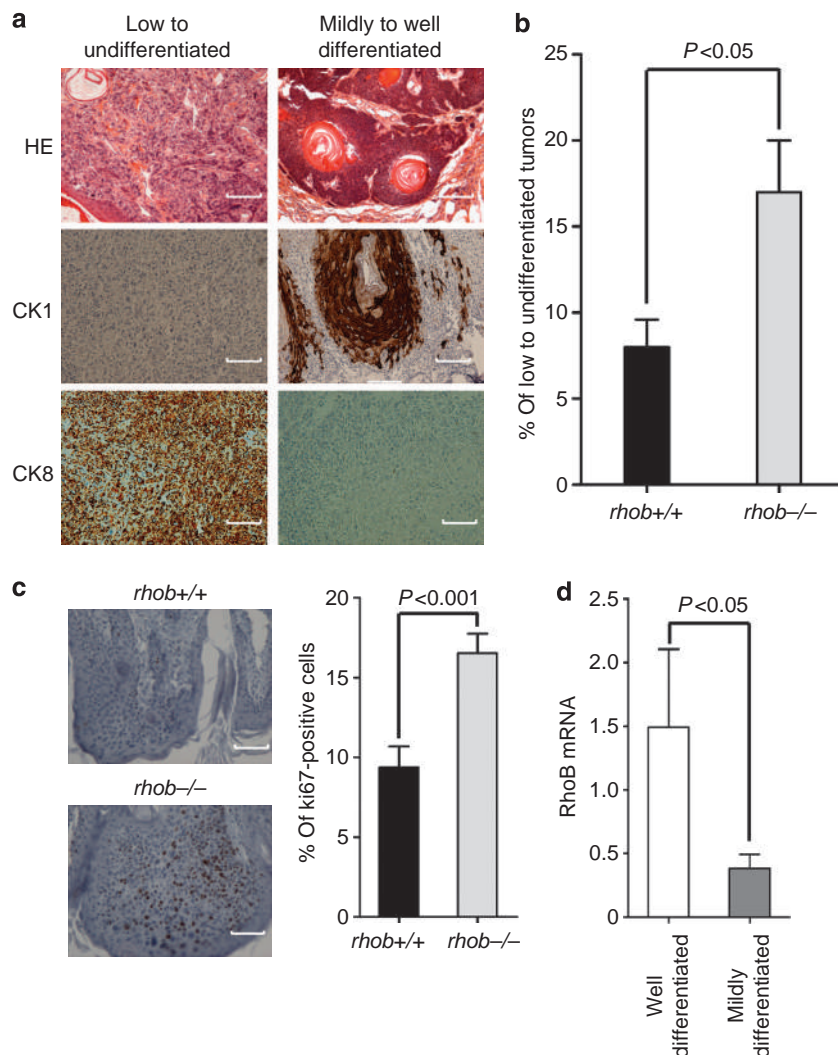 a
Low to
undifferentiated
Mildly to well
differentiated
HE
CK1
CK8
b
P<0.05
25
20
15
10
5
0
% Of low to undifferentiated tumors
rhob+/+
rhob–/–
c
rhob+/+
rhob–/–
P<0.001
20
15
10
5
0
% Of ki67-positive cells
rhob+/+
rhob–/–
d
P<0.05
2.5
2.0
1.5
1.0
0.5
0
RhoB mRNA
Well
differentiated
Mildly
differentiated